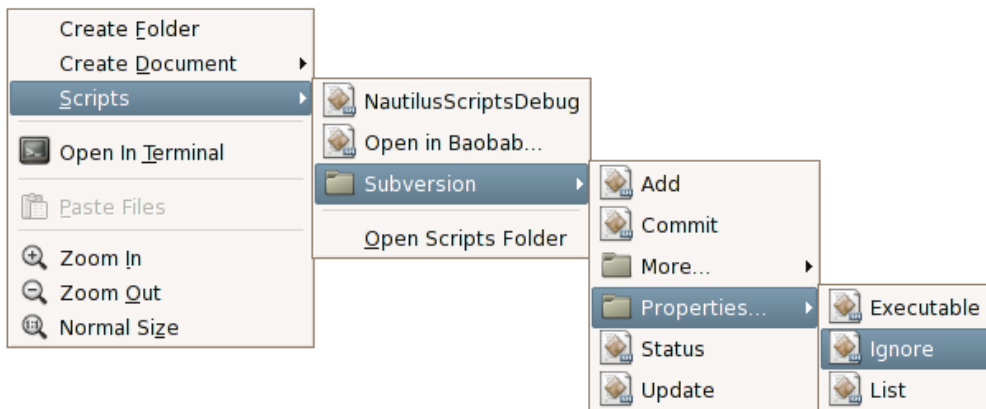 Create Folder
Create Document
Scripts
Open In Terminal
Paste Files
Zoom In
Zoom Out
Normal Size
NautilusScriptsDebug
Open in Baobab...
Subversion
Open Scripts Folder
Add
Commit
More...
Properties...
Status
Update
Executable
Ignore
List